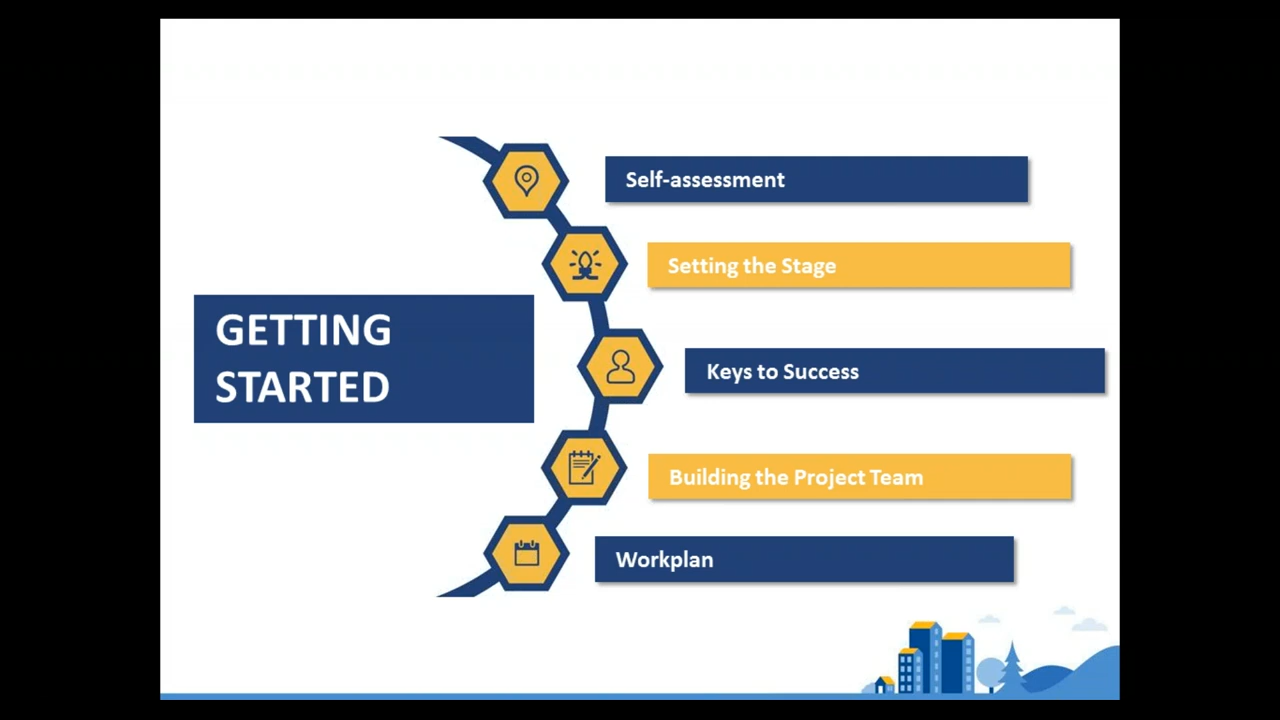 GETTING
STARTED
Self-assessment
Setting the Stage
Keys to Success
Building the Project Team
Workplan